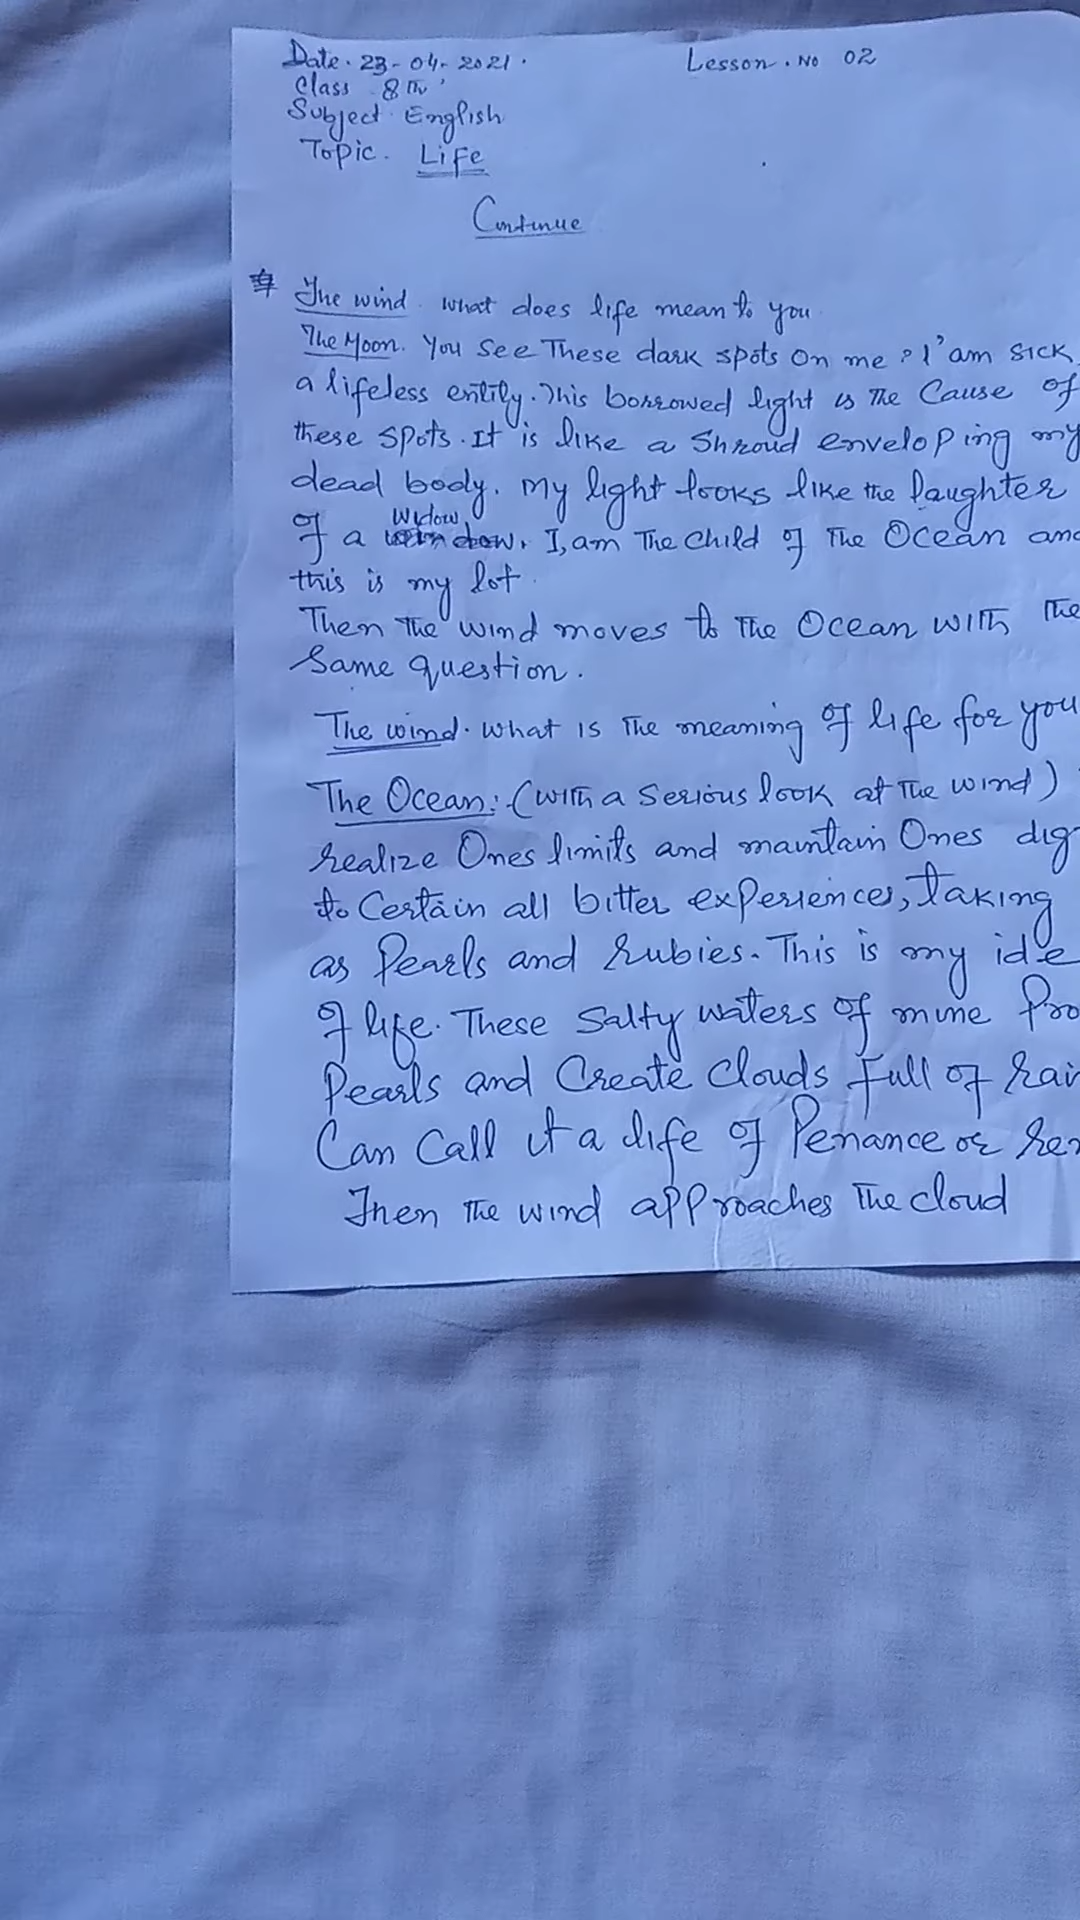 Date. 23-04-2021.
Lesson. No 02
Class 8th
Subject English
Topic. Life
Continue
The wind. what does life mean to you
The Moon. You See These dark spots On me? I'am sick,
a lifeless entity. This borrowed light is The Cause of
these spots. It is like a Shroud enveloping my
dead body. My light looks like the laughter
of a Widow. I, am The Child of The Ocean and
this is my lot.
Then The wind moves to The Ocean with The
Same question.
The wind. what is The meaning of life for you
The Ocean: (with a Serious look at The wind)
realize Ones limits and maintain Ones dig
to Certain all bitter experiences, taking
as Pearls and rubies. This is my ide
of life. These Salty waters of mine Pro
Pearls and Create Clouds full of rain
Can Call it a life of Penance or ren
Then The wind approaches The cloud